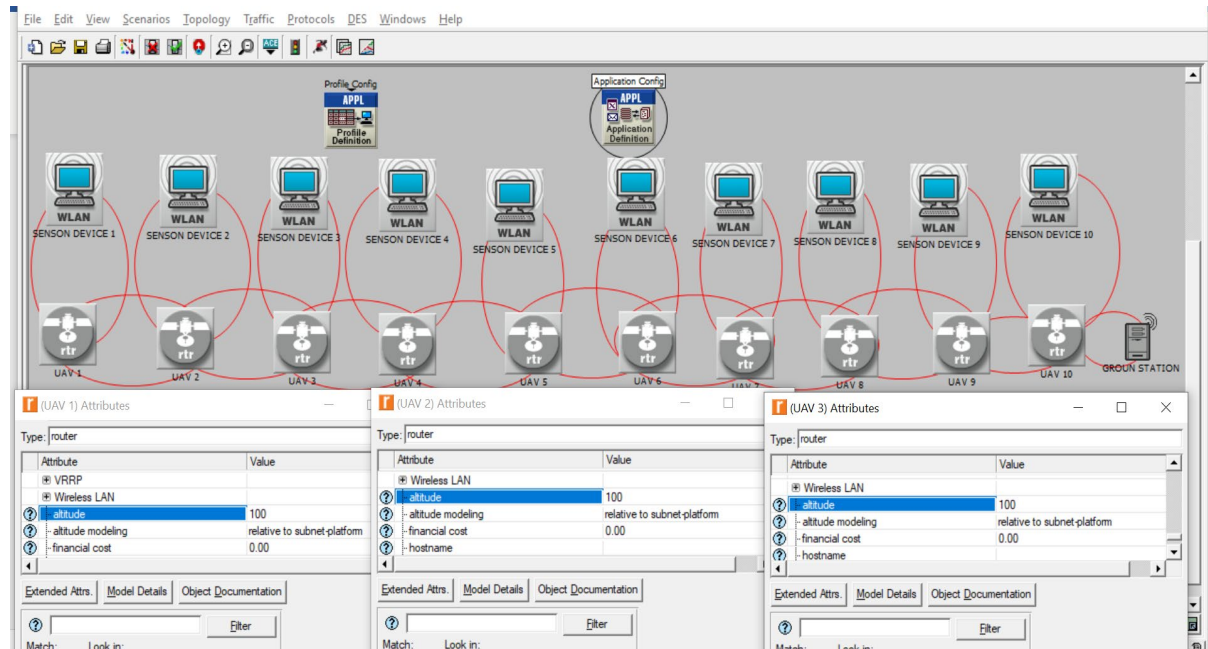 File Edit View Scenarios Topology Traffic Protocols DES Windows Help
ACE
Profile_Config
APPL
Profile
Definition
Application Config
APPL
Application
Definition
WLAN
SENSON DEVICE 1
WLAN
SENSON DEVICE 2
WLAN
SENSON DEVICE 3
WLAN
SENSON DEVICE 4
WLAN
SENSON DEVICE 5
WLAN
SENSON DEVICE 6
WLAN
SENSON DEVICE 7
WLAN
SENSON DEVICE 8
WLAN
SENSON DEVICE 9
WLAN
SENSON DEVICE 10
rtr
UAV 1
rtr
UAV 2
rtr
UAV 3
rtr
UAV 4
rtr
UAV 5
rtr
UAV 6
rtr
UAV 7
rtr
UAV 8
rtr
UAV 9
rtr
UAV 10
GROUN STATION
(UAV 1) Attributes
Type: router
Attribute Value
VRRP
Wireless LAN
altitude 100
altitude modeling relative to subnet-platform
financial cost 0.00
Extended Attrs. Model Details Object Documentation
Filter
Match: Look in:
(UAV 2) Attributes
Type: router
Attribute Value
Wireless LAN
altitude 100
altitude modeling relative to subnet-platform
financial cost 0.00
hostname
Extended Attrs. Model Details Object Documentation
Filter
Match: Look in:
(UAV 3) Attributes
Type: router
Attribute Value
Wireless LAN
altitude 100
altitude modeling relative to subnet-platform
financial cost 0.00
hostname
Extended Attrs. Model Details Object Documentation
Filter
Match: Look in: